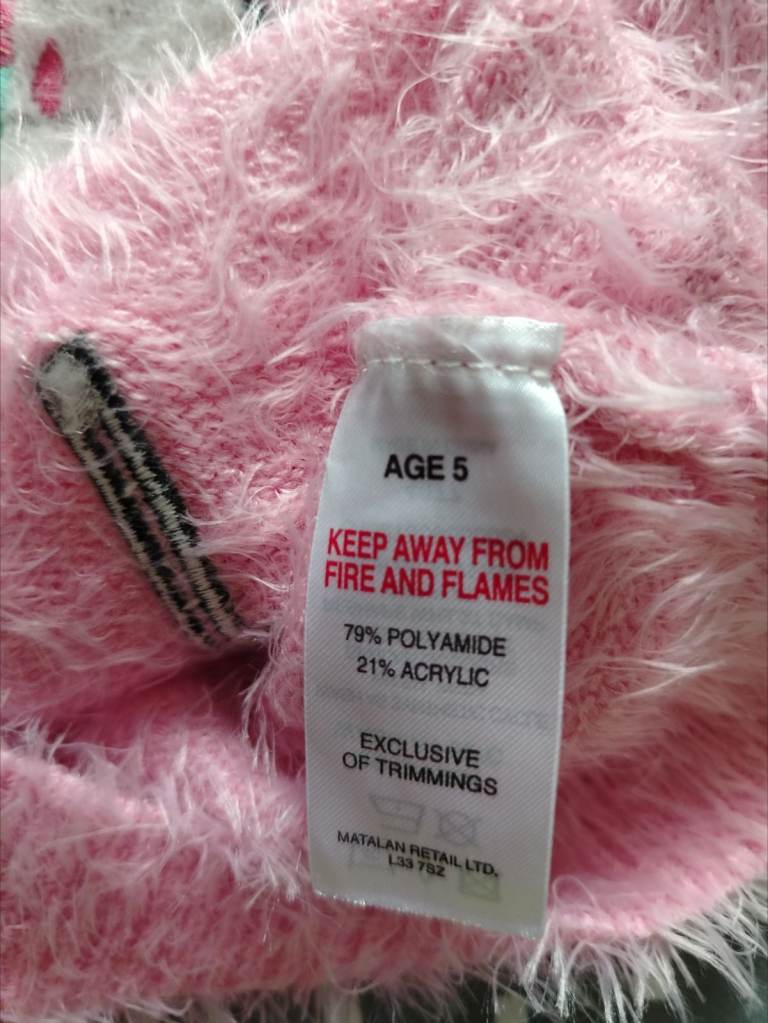 AGE 5
KEEP AWAY FROM
FIRE AND FLAMES
79% POLYAMIDE
21% ACRYLIC
EXCLUSIVE
OF TRIMMINGS
MATALAN RETAIL LTD.
L33 7SZ